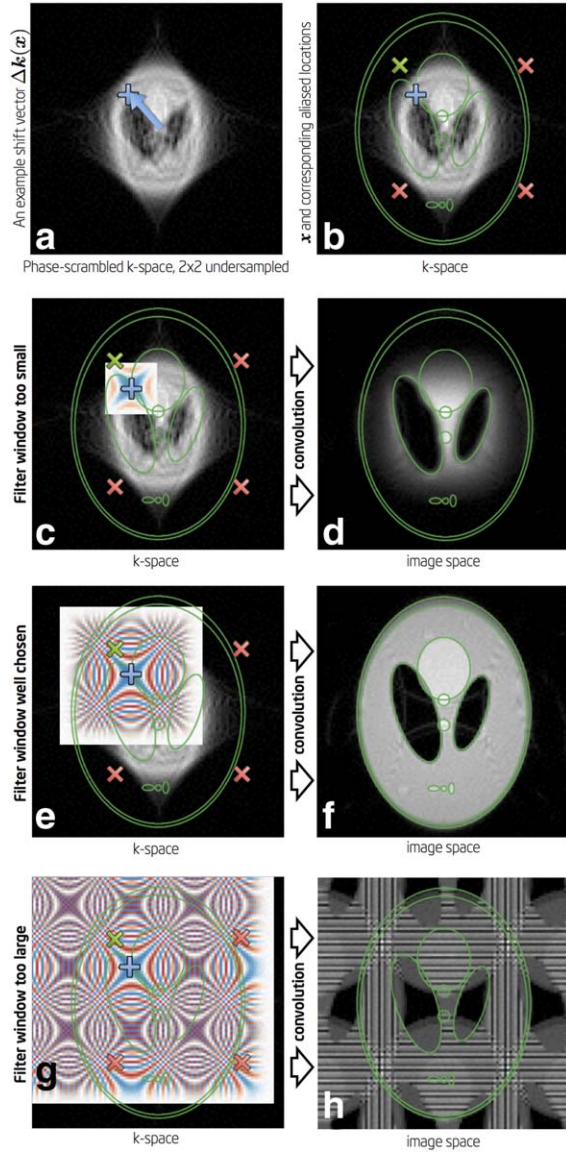 An example shift vector Δk(x)
a
Phase-scrambled k-space, 2x2 undersampled
x and corresponding aliased locations
b
k-space
Filter window too small
c
k-space
convolution
d
image space
Filter window well chosen
e
k-space
convolution
f
image space
Filter window too large
g
k-space
convolution
h
image space